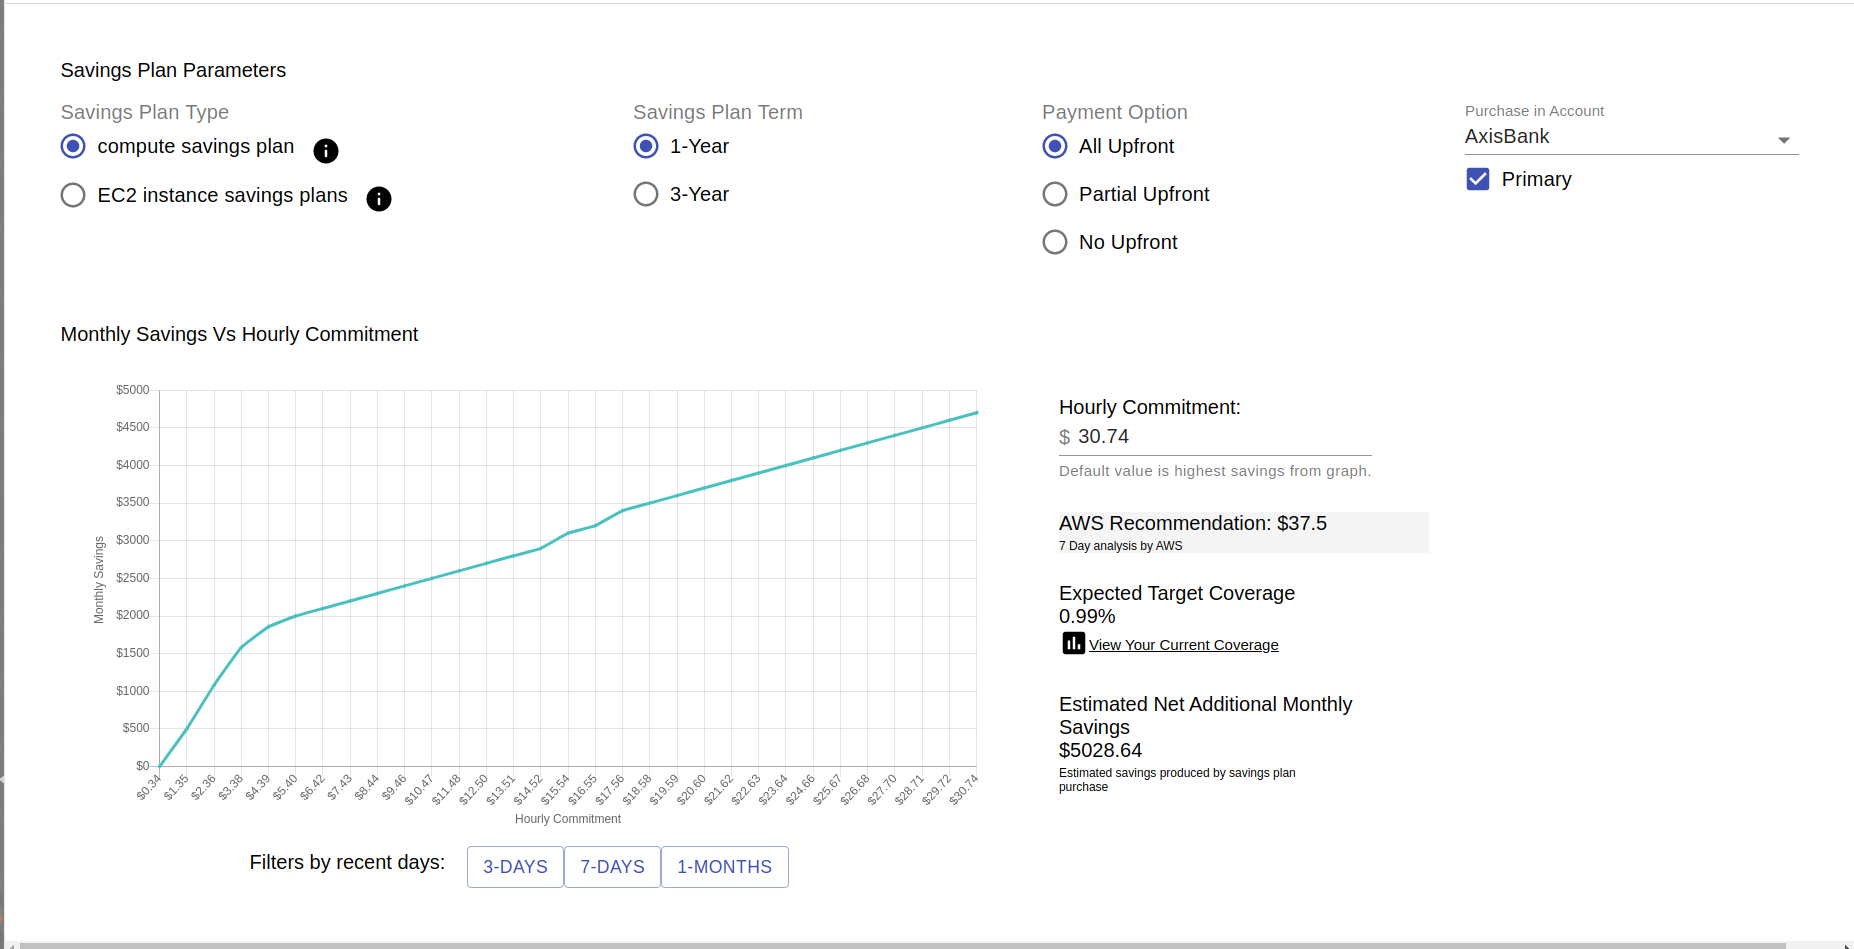 Savings Plan Parameters
Savings Plan Type
compute savings plan
EC2 instance savings plans
Savings Plan Term
1-Year
3-Year
Payment Option
All Upfront
Partial Upfront
No Upfront
Purchase in Account
AxisBank
Primary
Monthly Savings Vs Hourly Commitment
$5000
$4500
$4000
$3500
$3000
$2500
$2000
$1500
$1000
$500
$0
Monthly Savings
$0.34
$1.35
$2.36
$3.38
$4.39
$5.40
$6.42
$7.43
$8.44
$9.46
$10.47
$11.48
$12.50
$13.51
$14.52
$15.54
$16.55
$17.56
$18.58
$19.59
$20.60
$21.62
$22.63
$23.64
$24.66
$25.67
$26.68
$27.70
$28.71
$29.72
$30.74
Hourly Commitment
Filters by recent days:
3-DAYS
7-DAYS
1-MONTHS
Hourly Commitment:
$ 30.74
Default value is highest savings from graph.
AWS Recommendation: $37.5
7 Day analysis by AWS
Expected Target Coverage
0.99%
View Your Current Coverage
Estimated Net Additional Monthly
Savings
$5028.64
Estimated savings produced by savings plan
purchase